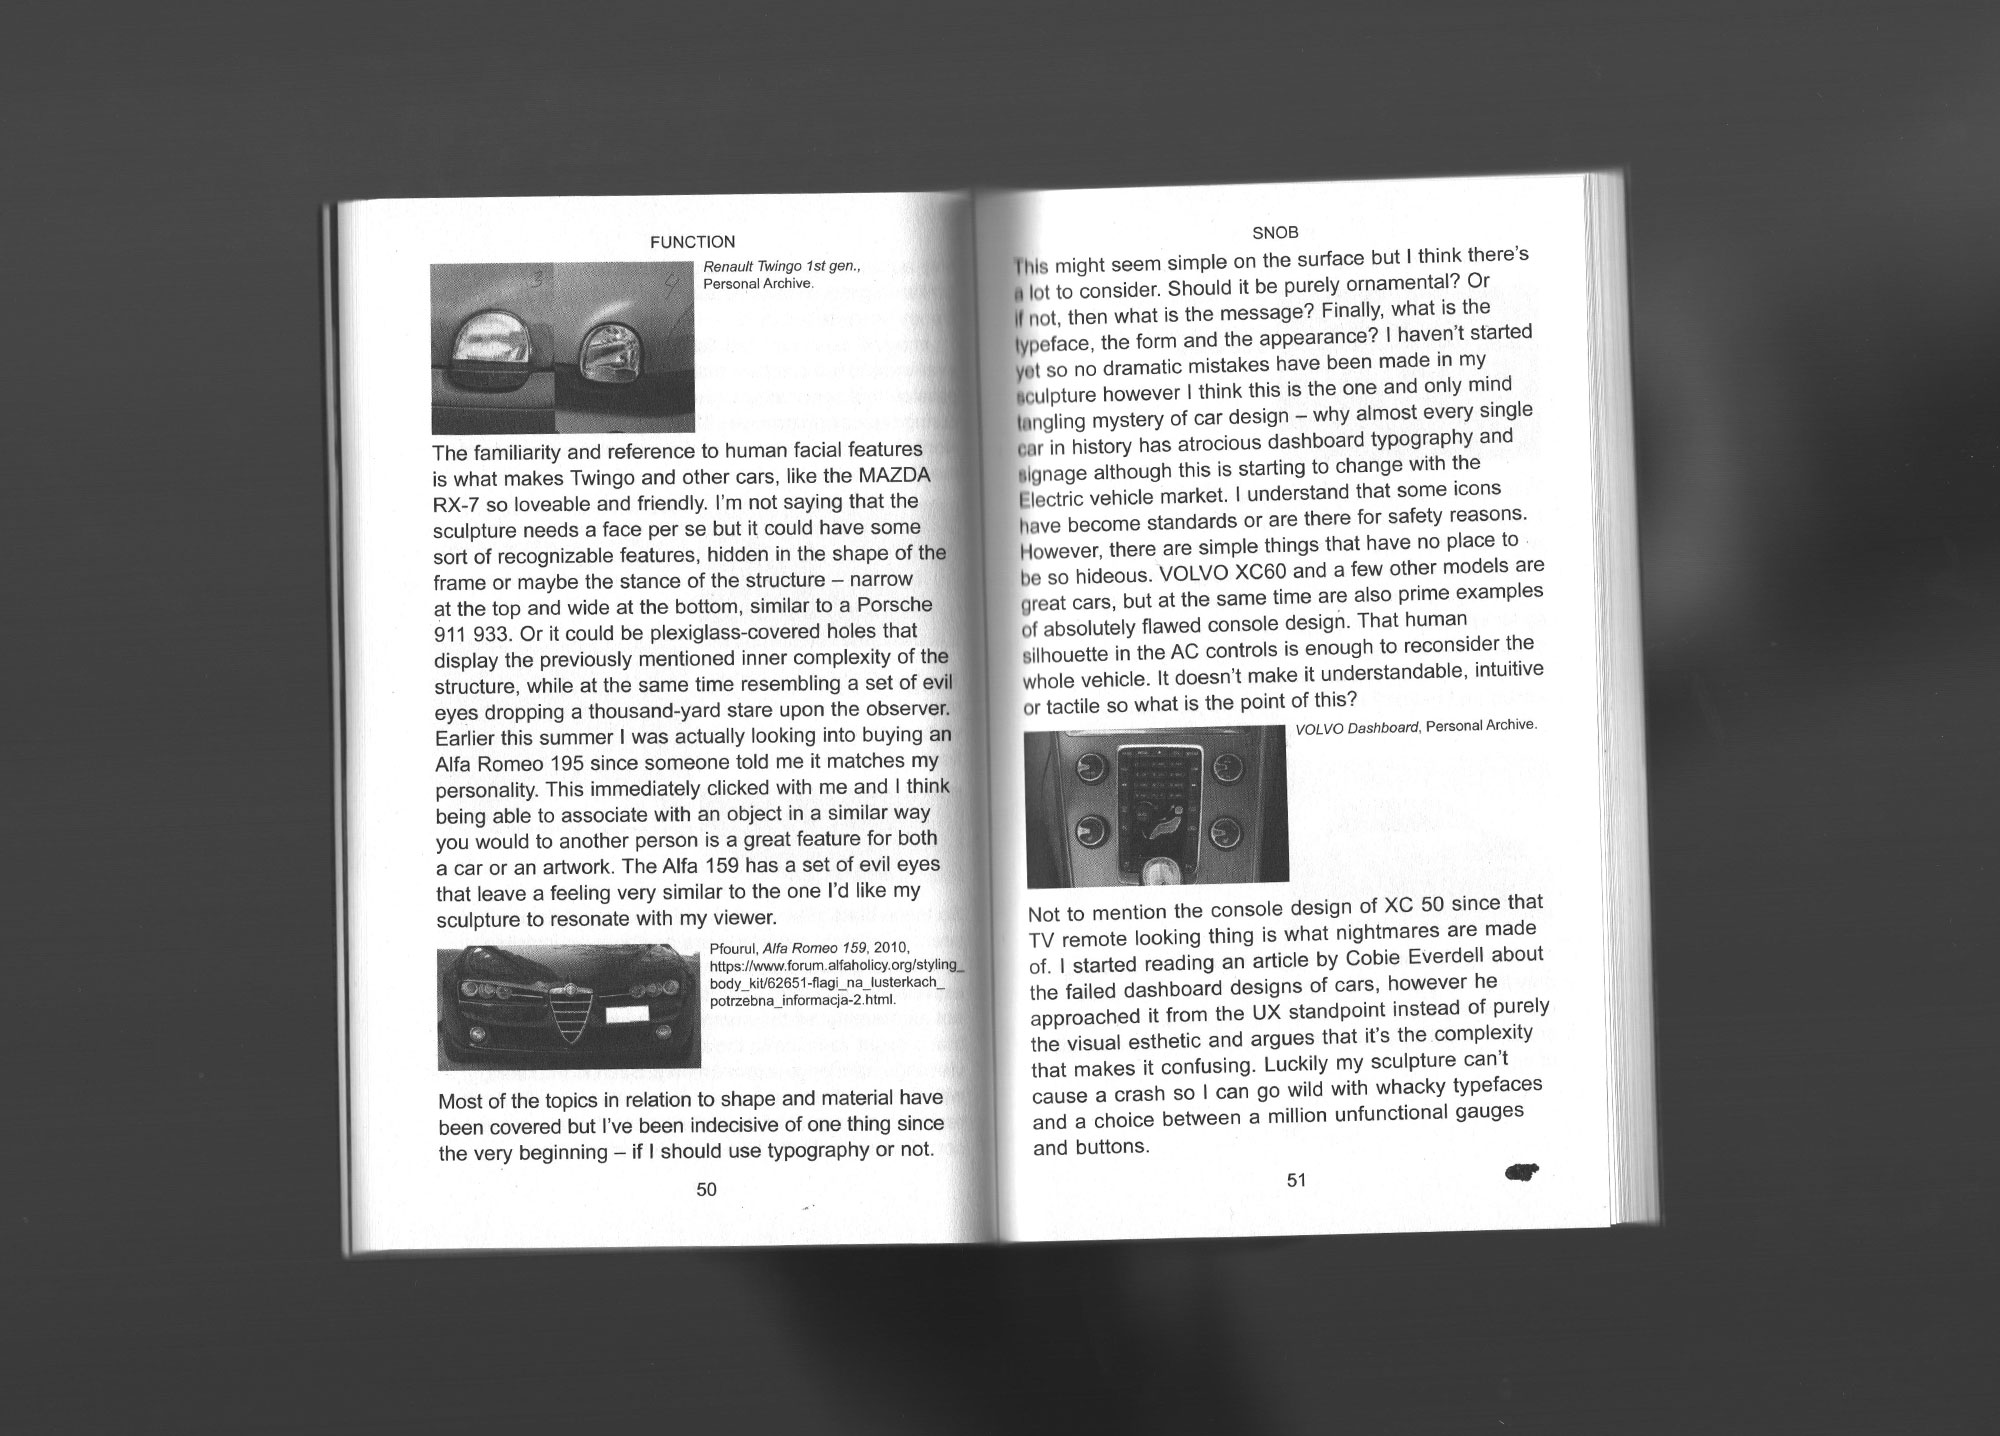 FUNCTION
Renault Twingo 1st gen.,
Personal Archive.
The familiarity and reference to human facial features
is what makes Twingo and other cars, like the MAZDA
RX-7 so loveable and friendly. I'm not saying that the
sculpture needs a face per se but it could have some
sort of recognizable features, hidden in the shape of the
frame or maybe the stance of the structure – narrow
at the top and wide at the bottom, similar to a Porsche
911 933. Or it could be plexiglass-covered holes that
display the previously mentioned inner complexity of the
structure, while at the same time resembling a set of evil
eyes dropping a thousand-yard stare upon the observer.
Earlier this summer I was actually looking into buying an
Alfa Romeo 195 since someone told me it matches my
personality. This immediately clicked with me and I think
being able to associate with an object in a similar way
you would to another person is a great feature for both
a car or an artwork. The Alfa 159 has a set of evil eyes
that leave a feeling very similar to the one I'd like my
sculpture to resonate with my viewer.
Pfourul, Alfa Romeo 159, 2010,
https://www.forum.alfaholicy.org/styling_
body_kit/62651-flagi_na_lusterkach_
potrzebna_informacja-2.html.
Most of the topics in relation to shape and material have
been covered but I've been indecisive of one thing since
the very beginning – if I should use typography or not.
50
SNOB
This might seem simple on the surface but I think there's
a lot to consider. Should it be purely ornamental? Or
if not, then what is the message? Finally, what is the
typeface, the form and the appearance? I haven't started
yet so no dramatic mistakes have been made in my
sculpture however I think this is the one and only mind
tangling mystery of car design – why almost every single
car in history has atrocious dashboard typography and
signage although this is starting to change with the
Electric vehicle market. I understand that some icons
have become standards or are there for safety reasons.
However, there are simple things that have no place to
be so hideous. VOLVO XC60 and a few other models are
great cars, but at the same time are also prime examples
of absolutely flawed console design. That human
silhouette in the AC controls is enough to reconsider the
whole vehicle. It doesn't make it understandable, intuitive
or tactile so what is the point of this?
VOLVO Dashboard, Personal Archive.
Not to mention the console design of XC 50 since that
TV remote looking thing is what nightmares are made
of. I started reading an article by Cobie Everdell about
the failed dashboard designs of cars, however he
approached it from the UX standpoint instead of purely
the visual esthetic and argues that it's the complexity
that makes it confusing. Luckily my sculpture can't
cause a crash so I can go wild with whacky typefaces
and a choice between a million unfunctional gauges
and buttons.
51